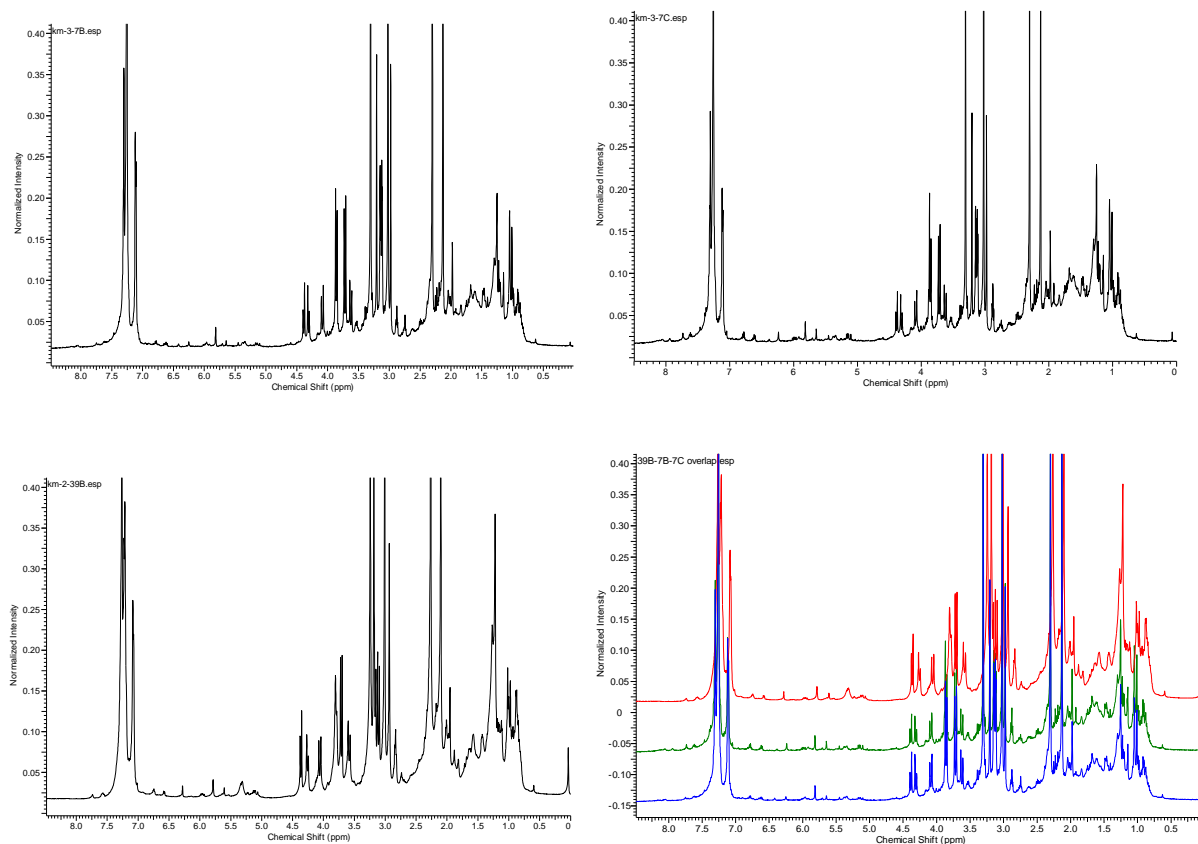 km-3-7B.esp
0.40
0.35
0.30
0.25
0.20
0.15
0.10
0.05
Normalized Intensity
8.0 7.5 7.0 6.5 6.0 5.5 5.0 4.5 4.0 3.5 3.0 2.5 2.0 1.5 1.0 0.5
Chemical Shift (ppm)
km-3-7C.esp
0.40
0.35
0.30
0.25
0.20
0.15
0.10
0.05
Normalized Intensity
8 7 6 5 4 3 2 1 0
Chemical Shift (ppm)
km-2-39B.esp
0.40
0.35
0.30
0.25
0.20
0.15
0.10
0.05
Normalized Intensity
8.0 7.5 7.0 6.5 6.0 5.5 5.0 4.5 4.0 3.5 3.0 2.5 2.0 1.5 1.0 0.5 0
Chemical Shift (ppm)
39B-7B-7C overlap.esp
0.40
0.35
0.30
0.25
0.20
0.15
0.10
0.05
0
-0.05
-0.10
-0.15
Normalized Intensity
8.0 7.5 7.0 6.5 6.0 5.5 5.0 4.5 4.0 3.5 3.0 2.5 2.0 1.5 1.0 0.5
Chemical Shift (ppm)